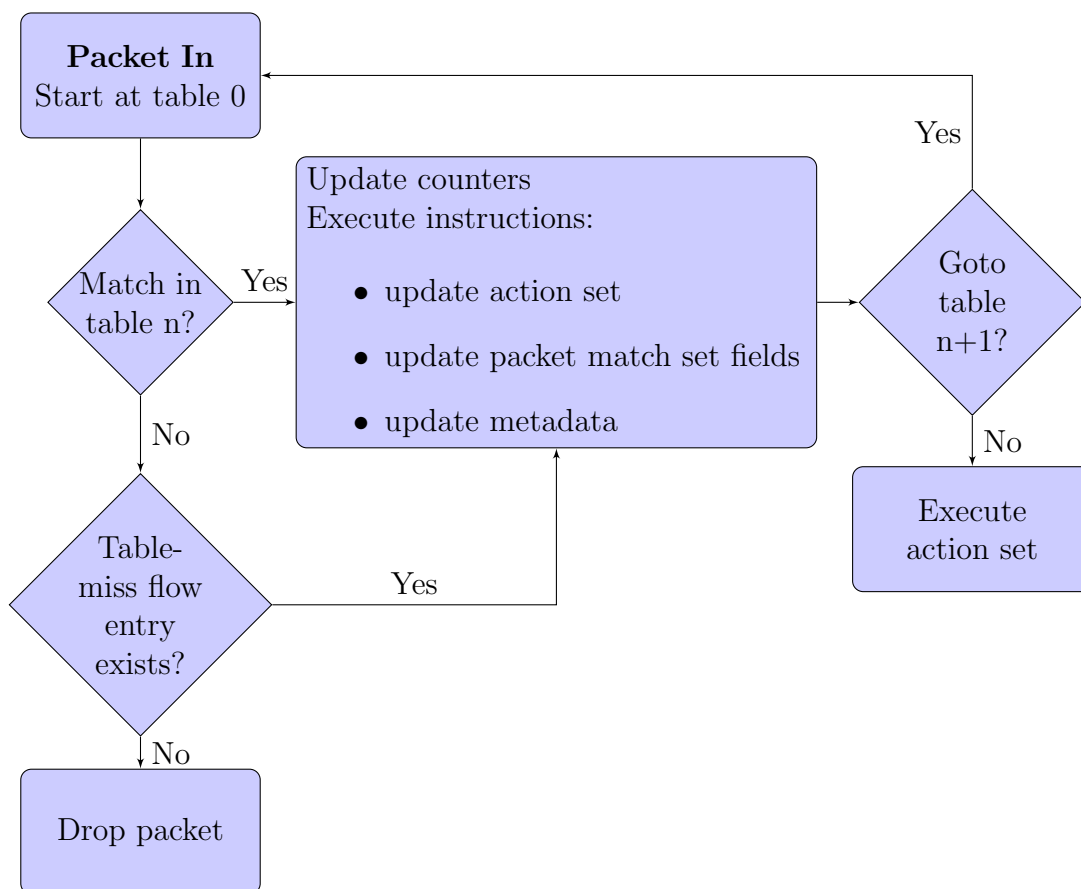 Packet In
Start at table 0
Yes
Update counters
Execute instructions:
• update action set
• update packet match set fields
• update metadata
Match in
table n?
Yes
Goto
table
n+1?
No
No
Execute
action set
Table-
miss flow
entry
exists?
Yes
No
Drop packet